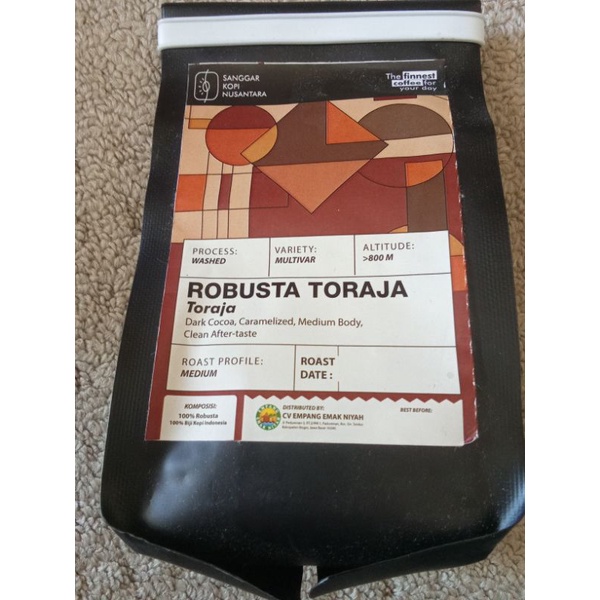 SANGGAR
KOPI
NUSANTARA
The finnest
coffee for
your day
PROCESS:
WASHED
VARIETY:
MULTIVAR
ALTITUDE:
>800 M
ROBUSTA TORAJA
Toraja
Dark Cocoa, Caramelized, Medium Body,
Clean After-taste
ROAST PROFILE:
MEDIUM
ROAST
DATE :
KOMPOSISI:
100% Robusta
100% Biji Kopi Indonesia
DISTRIBUTED BY:
CV EMPANG EMAK NIYAH
BEST BEFORE: